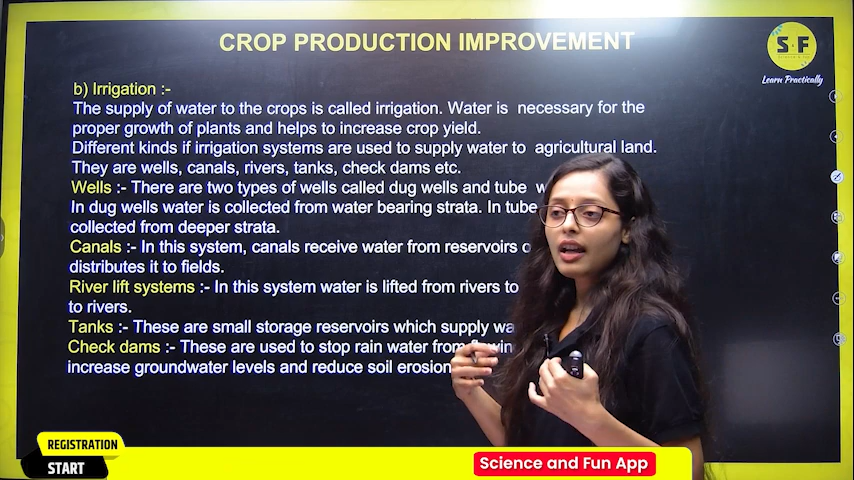 CROP PRODUCTION IMPROVEMENT
S F
Learn Practically
b) Irrigation :-
The supply of water to the crops is called irrigation. Water is necessary for the
proper growth of plants and helps to increase crop yield.
Different kinds if irrigation systems are used to supply water to agricultural land.
They are wells, canals, rivers, tanks, check dams etc.
Wells :- There are two types of wells called dug wells and tube
In dug wells water is collected from water bearing strata. In tube
collected from deeper strata.
Canals :- In this system, canals receive water from reservoirs
distributes it to fields.
River lift systems :- In this system water is lifted from rivers to
to rivers.
Tanks :- These are small storage reservoirs which supply
Check dams :- These are used to stop rain water from
increase groundwater levels and reduce soil erosion
REGISTRATION
START
Science and Fun App